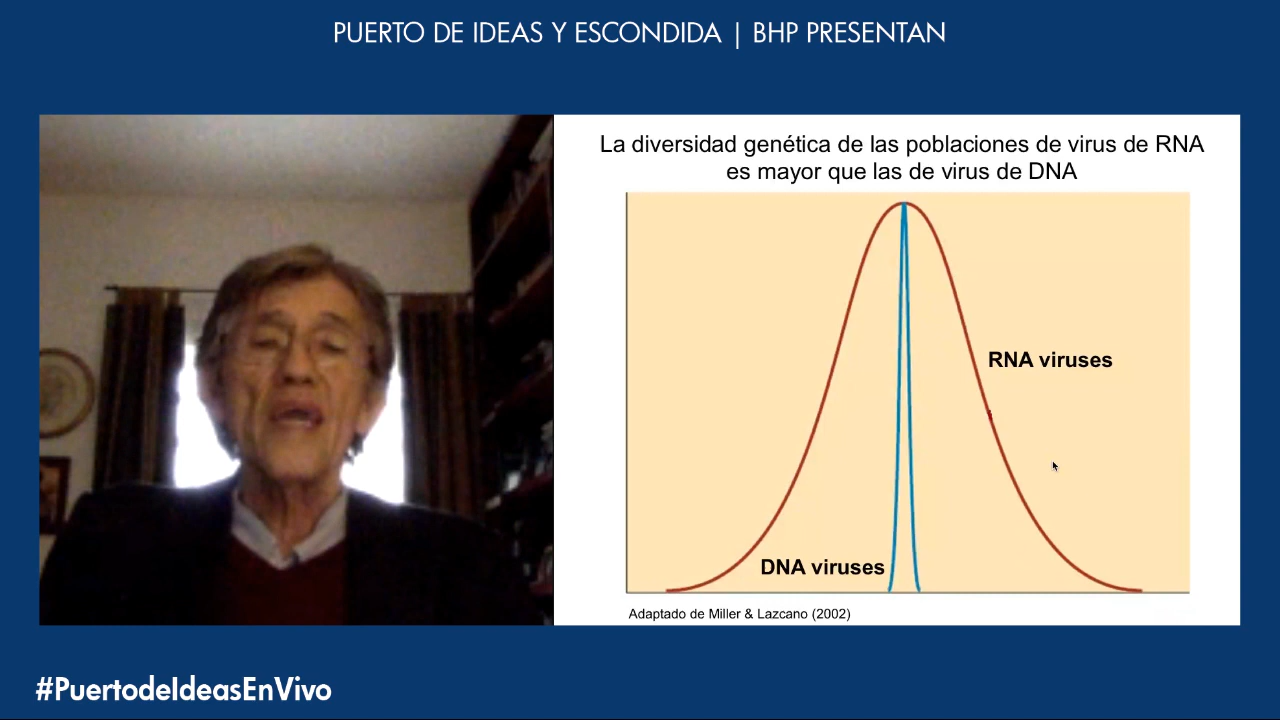 PUERTO DE IDEAS Y ESCONDIDA | BHP PRESENTAN
La diversidad genética de las poblaciones de virus de RNA
es mayor que las de virus de DNA
RNA viruses
DNA viruses
Adaptado de Miller & Lazcano (2002)
#PuertodeIdeasEnVivo